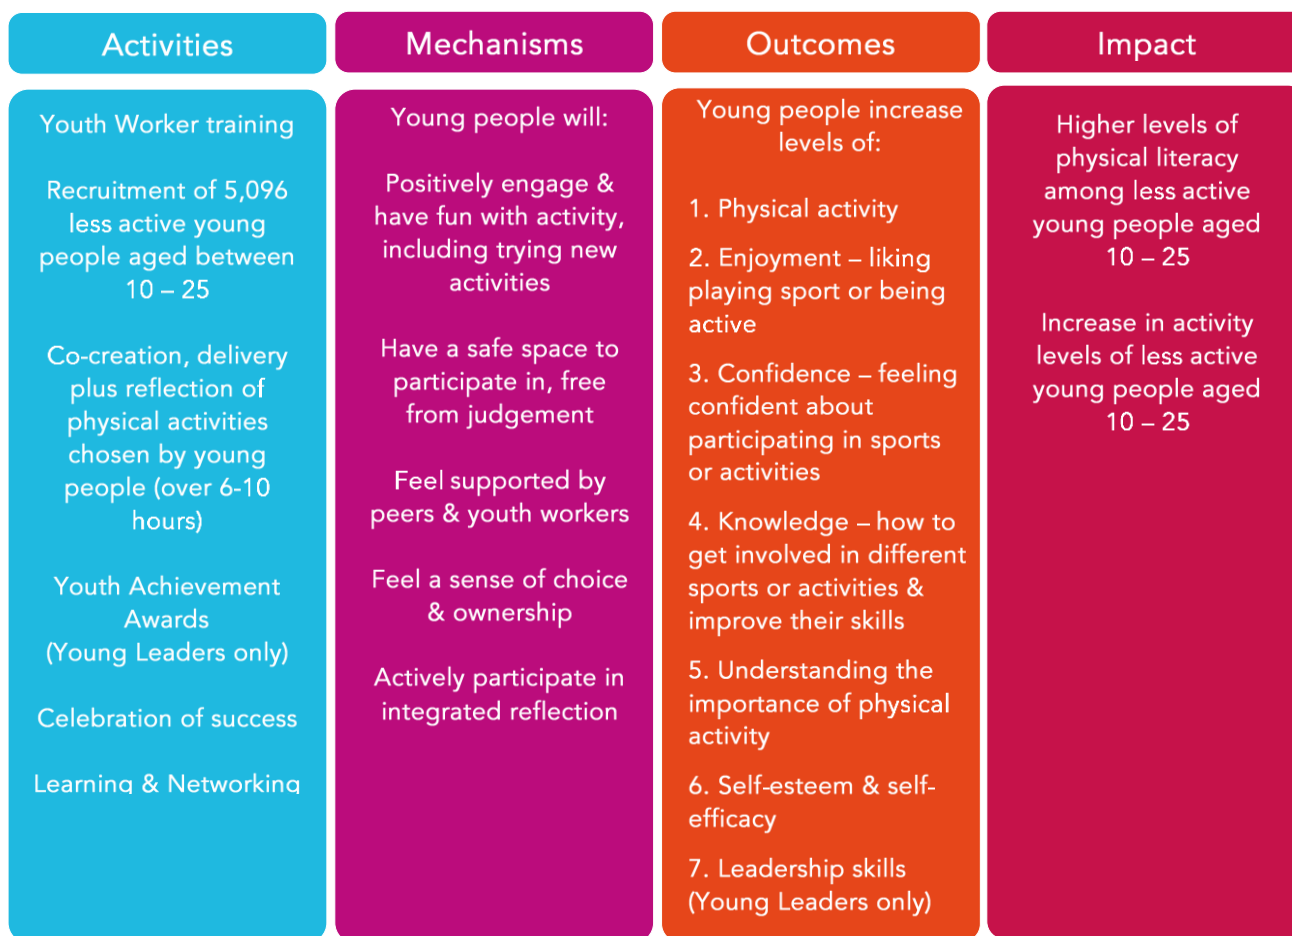 Activities
Youth Worker training
Recruitment of 5,096
less active young
people aged between
10 – 25
Co-creation, delivery
plus reflection of
physical activities
chosen by young
people (over 6-10
hours)
Youth Achievement
Awards
(Young Leaders only)
Celebration of success
Learning & Networking
Mechanisms
Young people will:
Positively engage &
have fun with activity,
including trying new
activities
Have a safe space to
participate in, free
from judgement
Feel supported by
peers & youth workers
Feel a sense of choice
& ownership
Actively participate in
integrated reflection
Outcomes
Young people increase
levels of:
1. Physical activity
2. Enjoyment – liking
playing sport or being
active
3. Confidence – feeling
confident about
participating in sports
or activities
4. Knowledge – how to
get involved in different
sports or activities &
improve their skills
5. Understanding the
importance of physical
activity
6. Self-esteem & self-
efficacy
7. Leadership skills
(Young Leaders only)
Impact
Higher levels of
physical literacy
among less active
young people aged
10 – 25
Increase in activity
levels of less active
young people aged
10 – 25